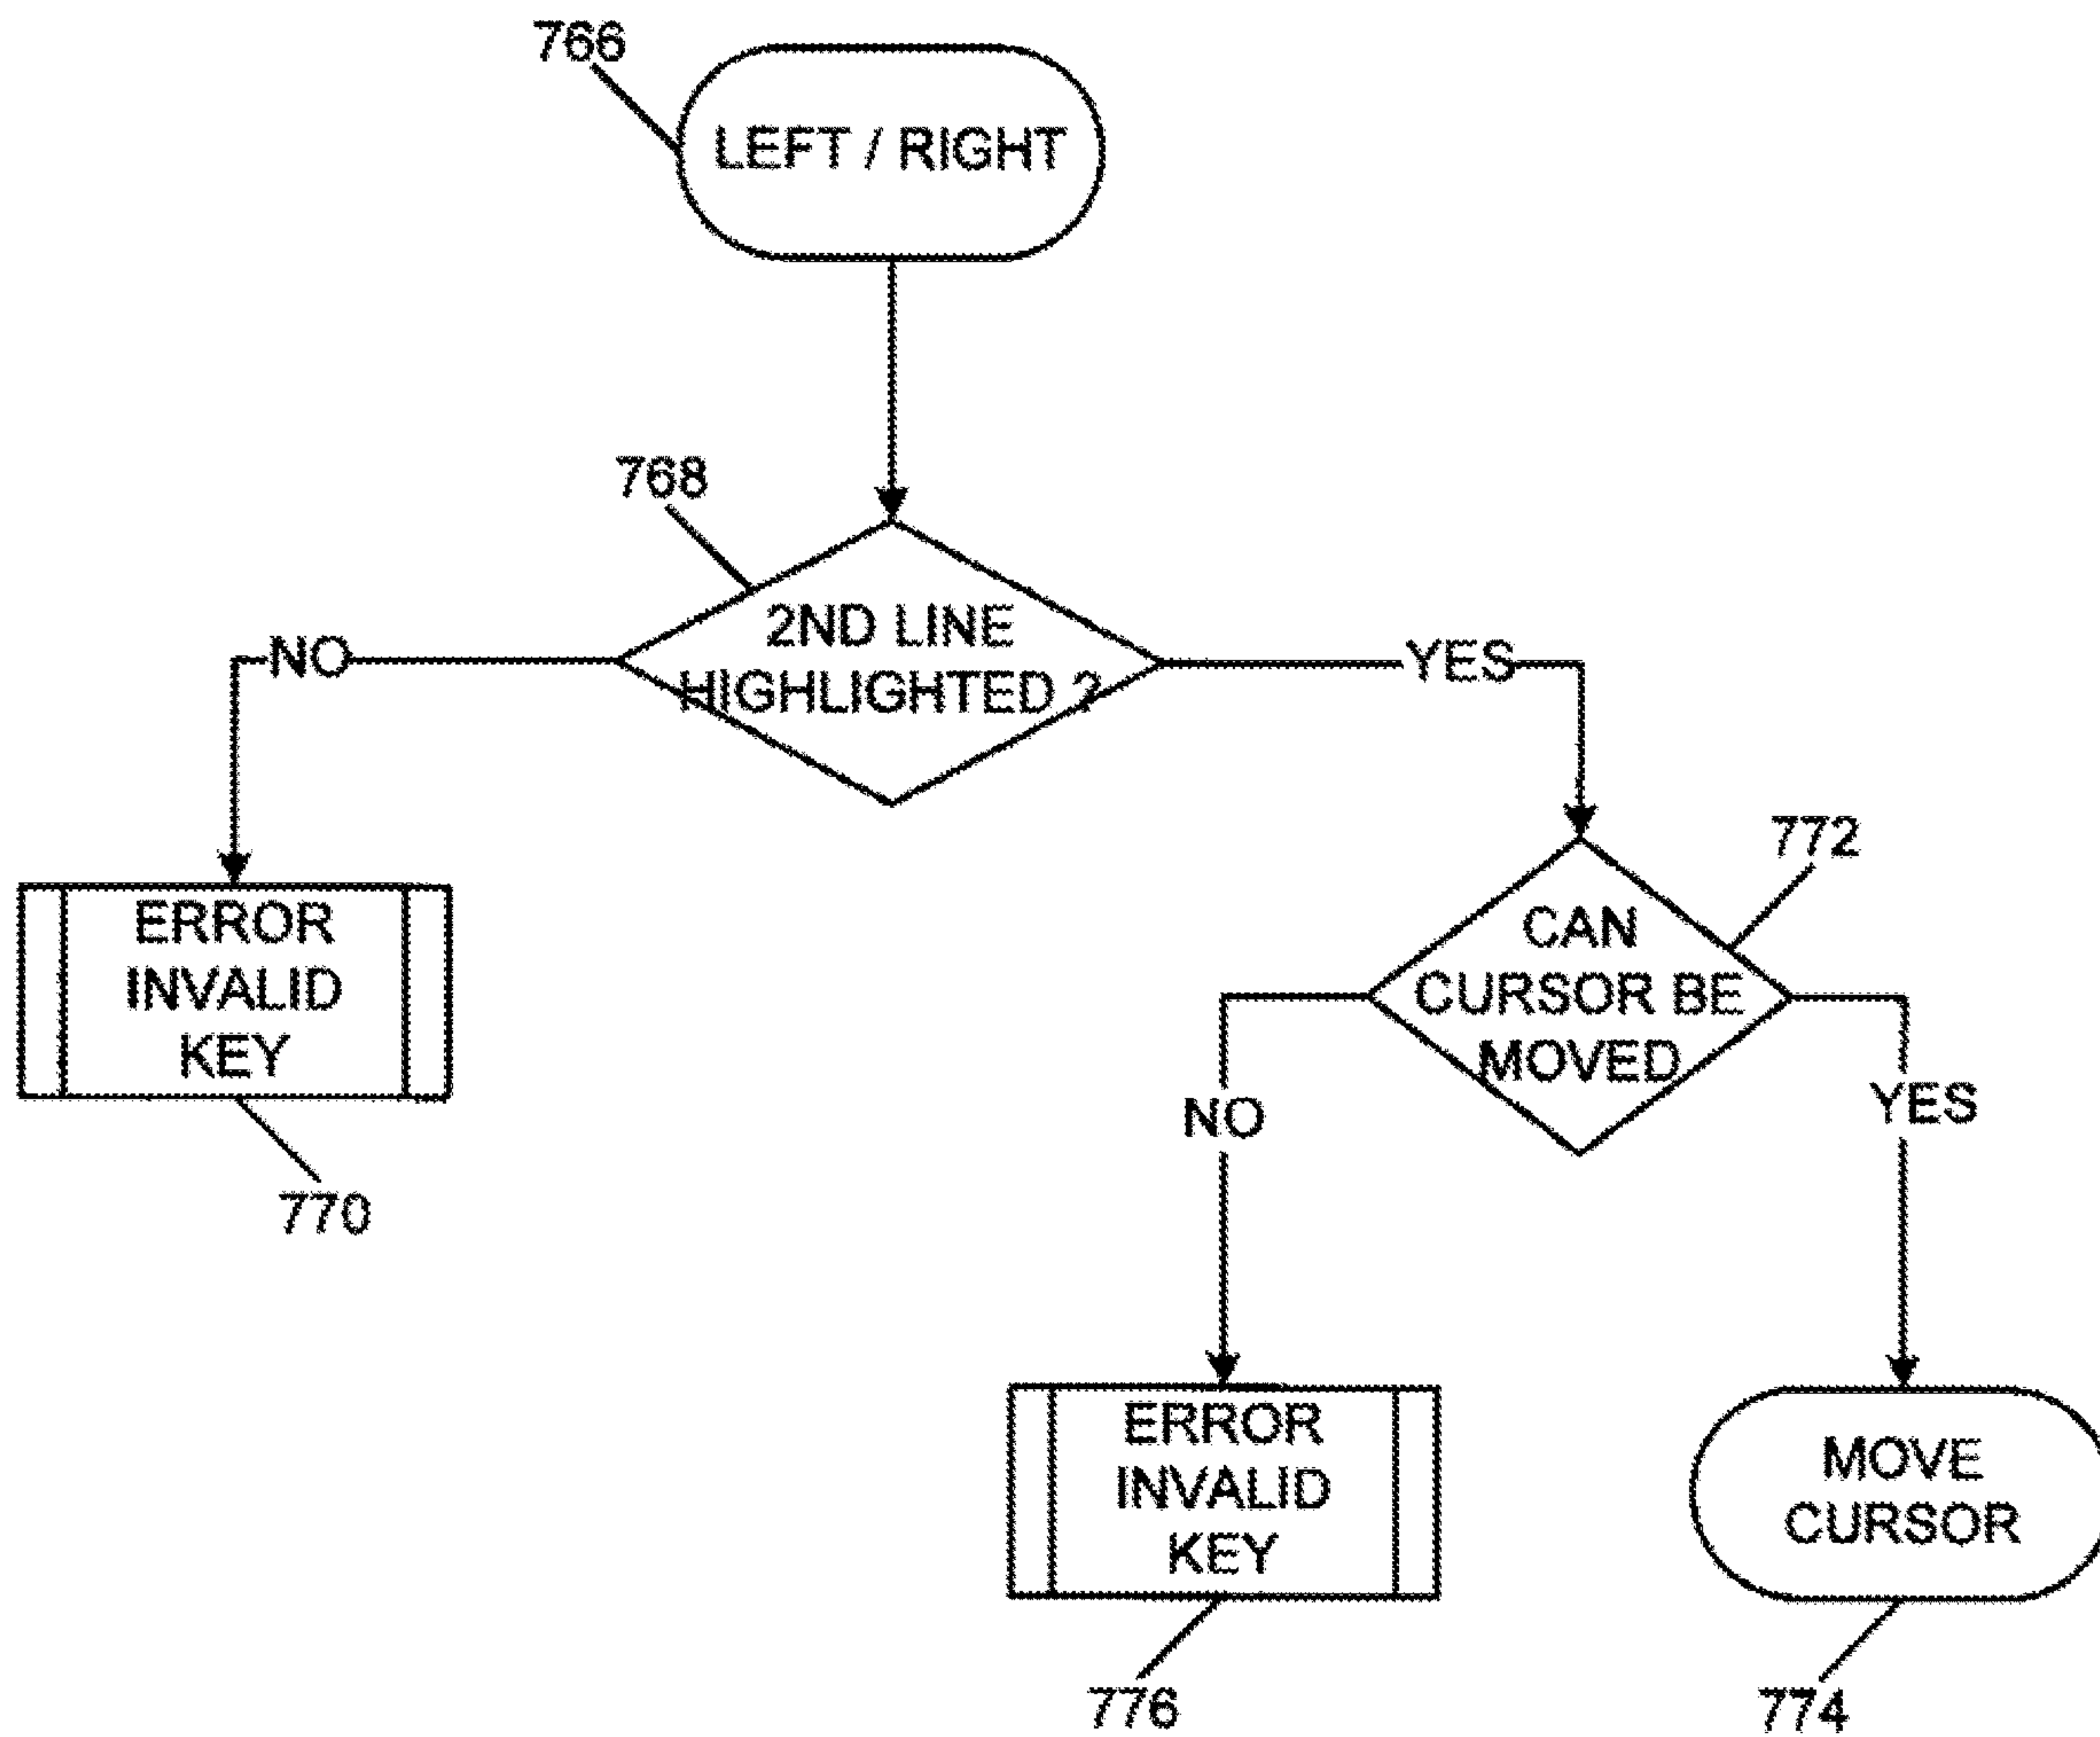 766
LEFT / RIGHT
768
2ND LINE
HIGHLIGHTED ?
NO
YES
ERROR
INVALID
KEY
770
772
CAN
CURSOR BE
MOVED
NO
YES
ERROR
INVALID
KEY
776
MOVE
CURSOR
774